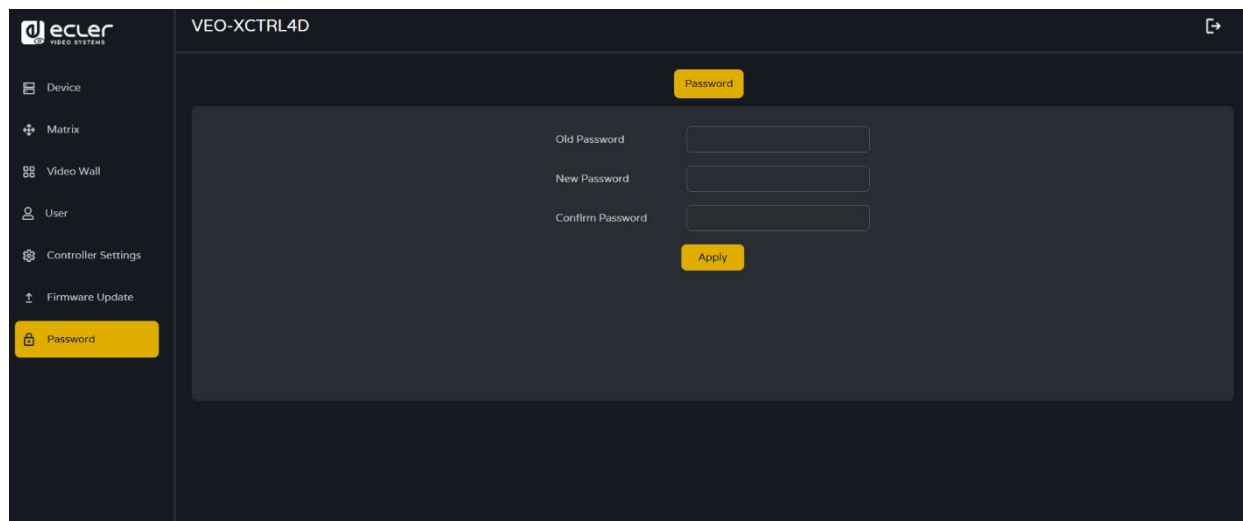 ecler
VIDEO SYSTEMS
VEO-XCTRL4D
Device
Matrix
Video Wall
User
Controller Settings
Firmware Update
Password
Password
Old Password
New Password
Confirm Password
Apply